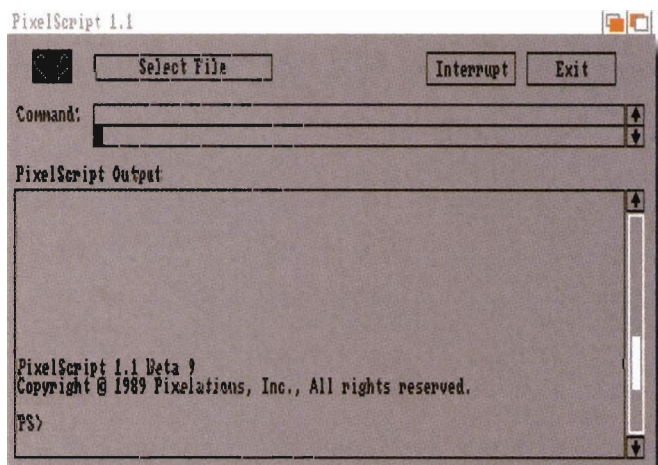 PixelScript 1.1
Select File
Interrupt
Exit
Command:
PixelScript Output
PixelScript 1.1 Beta 9
Copyright © 1989 Pixelations, Inc., All rights reserved.
PS>